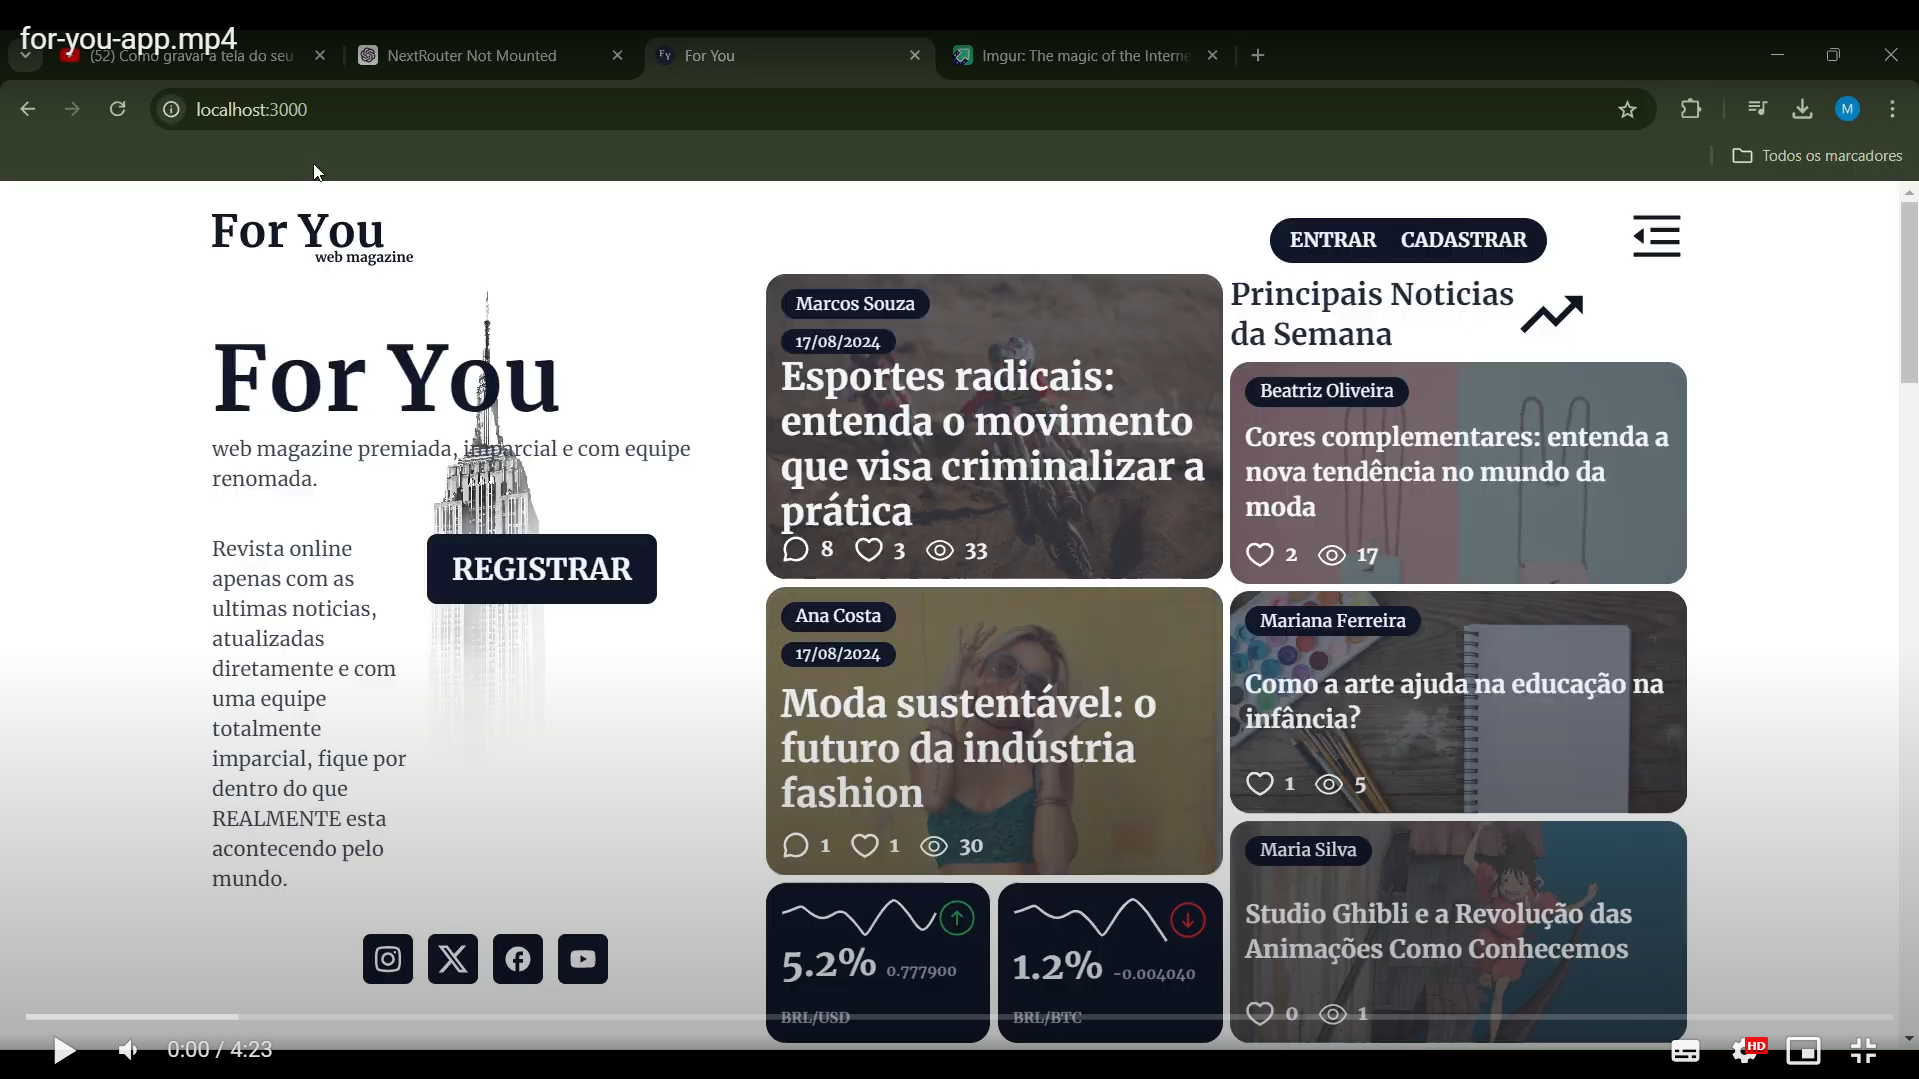 for-you-app.mp4
(52) Como gravar a tela do seu
NextRouter Not Mounted
For You
Imgur: The magic of the Interne
localhost:3000
M
Todos os marcadores
For You
web magazine
ENTRAR CADASTRAR
For You
web magazine premiada, imparcial e com equipe
renomada.
Revista online
apenas com as
ultimas noticias,
atualizadas
diretamente e com
uma equipe
totalmente
imparcial, fique por
dentro do que
REALMENTE esta
acontecendo pelo
mundo.
REGISTRAR
Marcos Souza
17/08/2024
Esportes radicais:
entenda o movimento
que visa criminalizar a
prática
8 3 33
Ana Costa
17/08/2024
Moda sustentável: o
futuro da indústria
fashion
1 1 30
5.2% 0.777900
BRL/USD
1.2% -0.004040
BRL/BTC
Principais Noticias
da Semana
Beatriz Oliveira
Cores complementares: entenda a
nova tendência no mundo da
moda
2 17
Mariana Ferreira
Como a arte ajuda na educação na
infância?
1 5
Maria Silva
Studio Ghibli e a Revolução das
Animações Como Conhecemos
0 1
0:00 / 4:23
HD